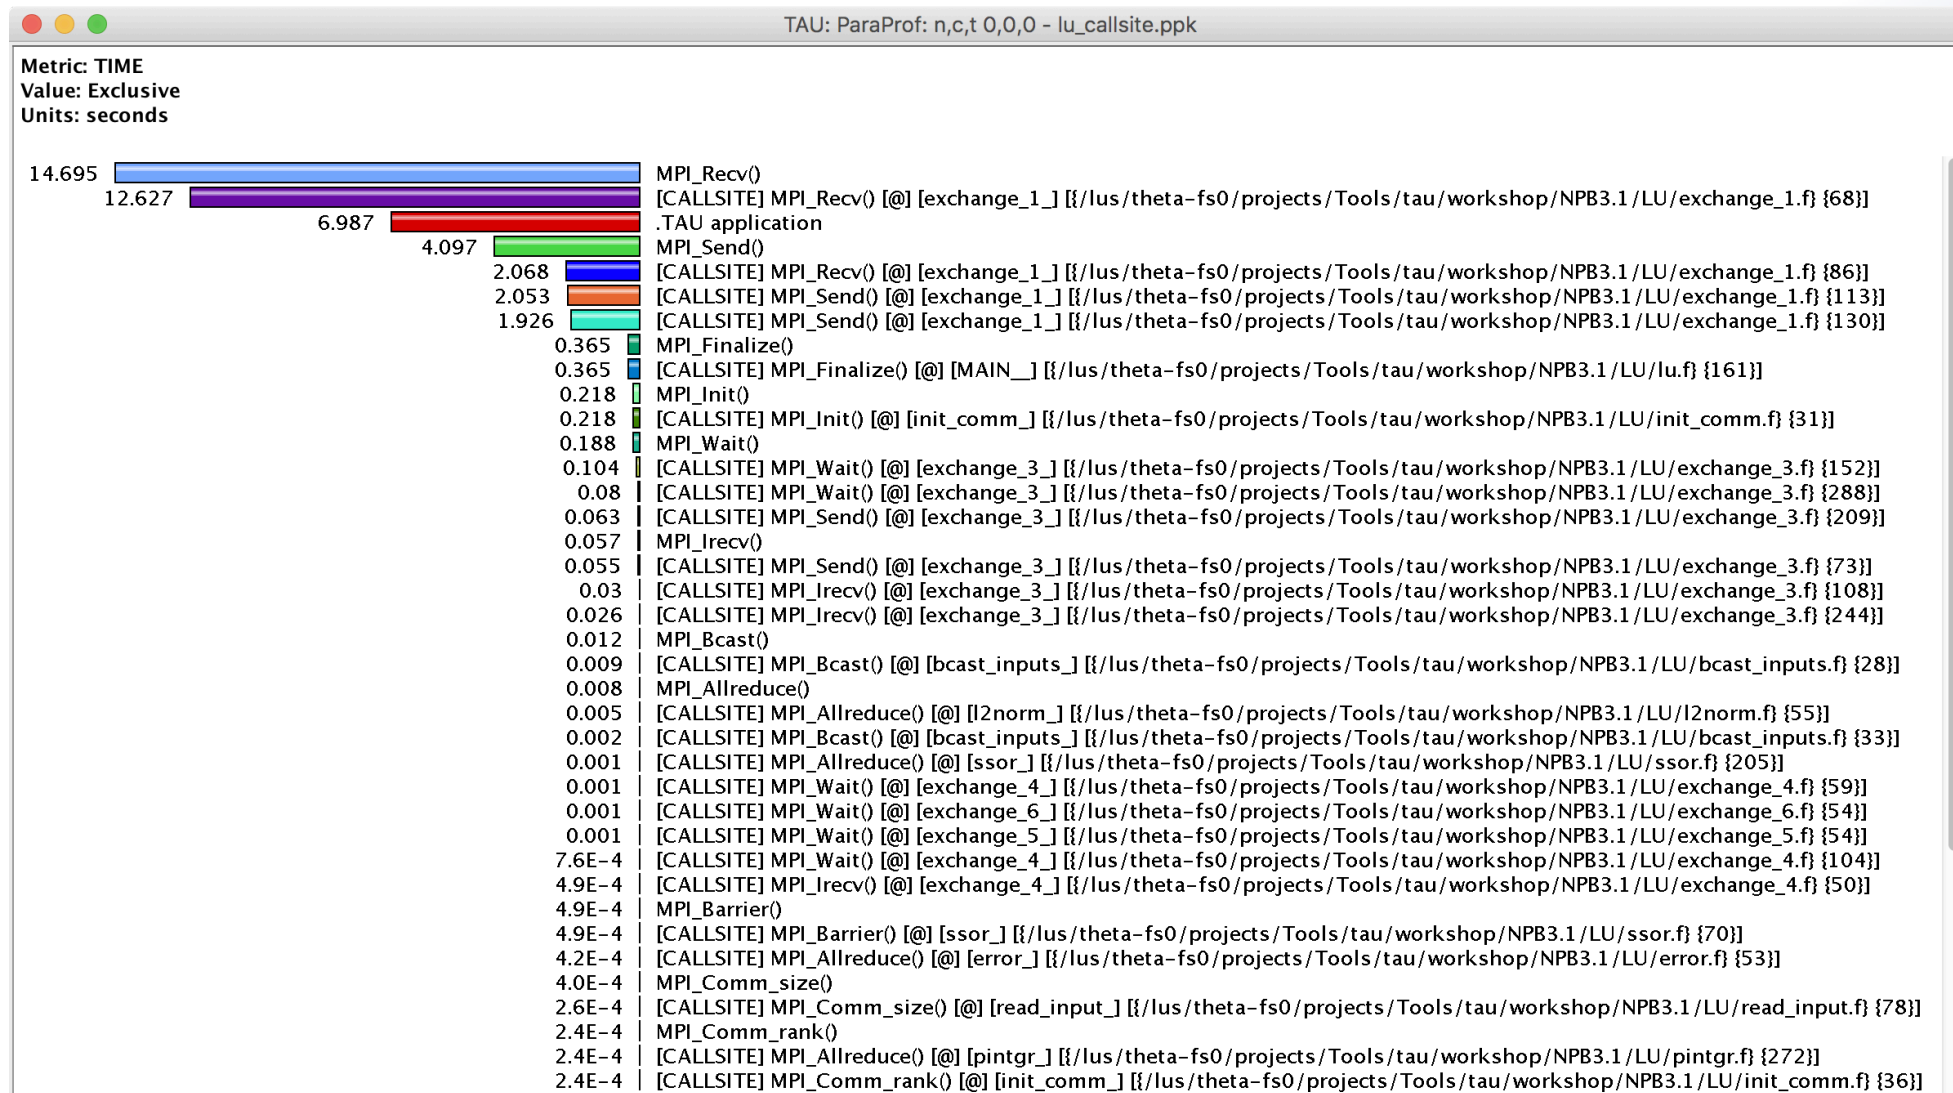 TAU: ParaProf: n,c,t 0,0,0 - lu_callsite.ppk
Metric: TIME
Value: Exclusive
Units: seconds
14.695 MPI_Recv()
12.627 [CALLSITE] MPI_Recv() [@] [exchange_1_] [{/lus/theta-fs0/projects/Tools/tau/workshop/NPB3.1/LU/exchange_1.f} {68}]
6.987 .TAU application
4.097 MPI_Send()
2.068 [CALLSITE] MPI_Recv() [@] [exchange_1_] [{/lus/theta-fs0/projects/Tools/tau/workshop/NPB3.1/LU/exchange_1.f} {86}]
2.053 [CALLSITE] MPI_Send() [@] [exchange_1_] [{/lus/theta-fs0/projects/Tools/tau/workshop/NPB3.1/LU/exchange_1.f} {113}]
1.926 [CALLSITE] MPI_Send() [@] [exchange_1_] [{/lus/theta-fs0/projects/Tools/tau/workshop/NPB3.1/LU/exchange_1.f} {130}]
0.365 MPI_Finalize()
0.365 [CALLSITE] MPI_Finalize() [@] [MAIN__] [{/lus/theta-fs0/projects/Tools/tau/workshop/NPB3.1/LU/lu.f} {161}]
0.218 MPI_Init()
0.218 [CALLSITE] MPI_Init() [@] [init_comm_] [{/lus/theta-fs0/projects/Tools/tau/workshop/NPB3.1/LU/init_comm.f} {31}]
0.188 MPI_Wait()
0.104 [CALLSITE] MPI_Wait() [@] [exchange_3_] [{/lus/theta-fs0/projects/Tools/tau/workshop/NPB3.1/LU/exchange_3.f} {152}]
0.08 [CALLSITE] MPI_Wait() [@] [exchange_3_] [{/lus/theta-fs0/projects/Tools/tau/workshop/NPB3.1/LU/exchange_3.f} {288}]
0.063 [CALLSITE] MPI_Send() [@] [exchange_3_] [{/lus/theta-fs0/projects/Tools/tau/workshop/NPB3.1/LU/exchange_3.f} {209}]
0.057 MPI_Irecv()
0.055 [CALLSITE] MPI_Send() [@] [exchange_3_] [{/lus/theta-fs0/projects/Tools/tau/workshop/NPB3.1/LU/exchange_3.f} {73}]
0.03 [CALLSITE] MPI_Irecv() [@] [exchange_3_] [{/lus/theta-fs0/projects/Tools/tau/workshop/NPB3.1/LU/exchange_3.f} {108}]
0.026 [CALLSITE] MPI_Irecv() [@] [exchange_3_] [{/lus/theta-fs0/projects/Tools/tau/workshop/NPB3.1/LU/exchange_3.f} {244}]
0.012 MPI_Bcast()
0.009 [CALLSITE] MPI_Bcast() [@] [bcast_inputs_] [{/lus/theta-fs0/projects/Tools/tau/workshop/NPB3.1/LU/bcast_inputs.f} {28}]
0.008 MPI_Allreduce()
0.005 [CALLSITE] MPI_Allreduce() [@] [l2norm_] [{/lus/theta-fs0/projects/Tools/tau/workshop/NPB3.1/LU/l2norm.f} {55}]
0.002 [CALLSITE] MPI_Bcast() [@] [bcast_inputs_] [{/lus/theta-fs0/projects/Tools/tau/workshop/NPB3.1/LU/bcast_inputs.f} {33}]
0.001 [CALLSITE] MPI_Allreduce() [@] [ssor_] [{/lus/theta-fs0/projects/Tools/tau/workshop/NPB3.1/LU/ssor.f} {205}]
0.001 [CALLSITE] MPI_Wait() [@] [exchange_4_] [{/lus/theta-fs0/projects/Tools/tau/workshop/NPB3.1/LU/exchange_4.f} {59}]
0.001 [CALLSITE] MPI_Wait() [@] [exchange_6_] [{/lus/theta-fs0/projects/Tools/tau/workshop/NPB3.1/LU/exchange_6.f} {54}]
0.001 [CALLSITE] MPI_Wait() [@] [exchange_5_] [{/lus/theta-fs0/projects/Tools/tau/workshop/NPB3.1/LU/exchange_5.f} {54}]
7.6E-4 [CALLSITE] MPI_Wait() [@] [exchange_4_] [{/lus/theta-fs0/projects/Tools/tau/workshop/NPB3.1/LU/exchange_4.f} {104}]
4.9E-4 [CALLSITE] MPI_Irecv() [@] [exchange_4_] [{/lus/theta-fs0/projects/Tools/tau/workshop/NPB3.1/LU/exchange_4.f} {50}]
4.9E-4 MPI_Barrier()
4.9E-4 [CALLSITE] MPI_Barrier() [@] [ssor_] [{/lus/theta-fs0/projects/Tools/tau/workshop/NPB3.1/LU/ssor.f} {70}]
4.2E-4 [CALLSITE] MPI_Allreduce() [@] [error_] [{/lus/theta-fs0/projects/Tools/tau/workshop/NPB3.1/LU/error.f} {53}]
4.0E-4 MPI_Comm_size()
2.6E-4 [CALLSITE] MPI_Comm_size() [@] [read_input_] [{/lus/theta-fs0/projects/Tools/tau/workshop/NPB3.1/LU/read_input.f} {78}]
2.4E-4 MPI_Comm_rank()
2.4E-4 [CALLSITE] MPI_Allreduce() [@] [pintgr_] [{/lus/theta-fs0/projects/Tools/tau/workshop/NPB3.1/LU/pintgr.f} {272}]
2.4E-4 [CALLSITE] MPI_Comm_rank() [@] [init_comm_] [{/lus/theta-fs0/projects/Tools/tau/workshop/NPB3.1/LU/init_comm.f} {36}]